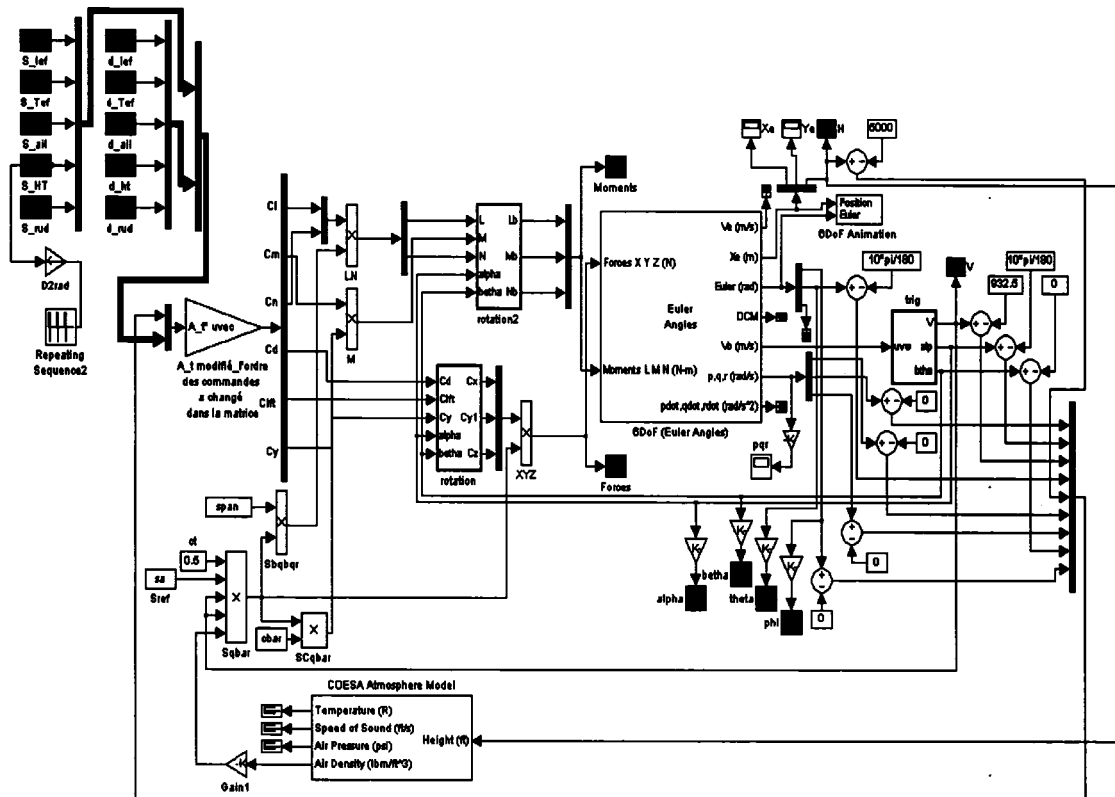 S_lef
S_Tef
S_ail
S_HT
S_rud
d_lef
d_Tef
d_ail
d_ht
d_rud
D2rad
Repeating
Sequence2
A_t* uvec
A_t modifié_l'ordre
des commandes
a changé
dans la matrice
Cl
Cm
Cn
Cd
Clft
Cy
LN
M
L
M
N
alpha
betha
Lb
Mb
Nb
rotation2
Cd
Clft
Cy
alpha
betha
Cx
Cy1
Cz
rotation
XYZ
Moments
Forces
Forces X Y Z (N)
Moments L M N (N-m)
Euler
Angles
Ve (m/s)
Xe (m)
Euler (rad)
DCM
Vb (m/s)
p,q,r (rad/s)
pdot,qdot,rdot (rad/s^2)
6DoF (Euler Angles)
Xe
Ye
H
6000
Position
Euler
6DoF Animation
10*pi/180
V
10*pi/180
932.5
0
trig
uvw
V
alp
btha
0
0
0
0
pqr
K
alpha
betha
theta
phi
span
Sbqbqr
ct
0.5
sa
Sref
Sqbar
cbar
SCqbar
COESA Atmosphere Model
Temperature (R)
Speed of Sound (ft/s)
Air Pressure (psi)
Air Density (lbm/ft^3)
Height (ft)
-K
Gain1